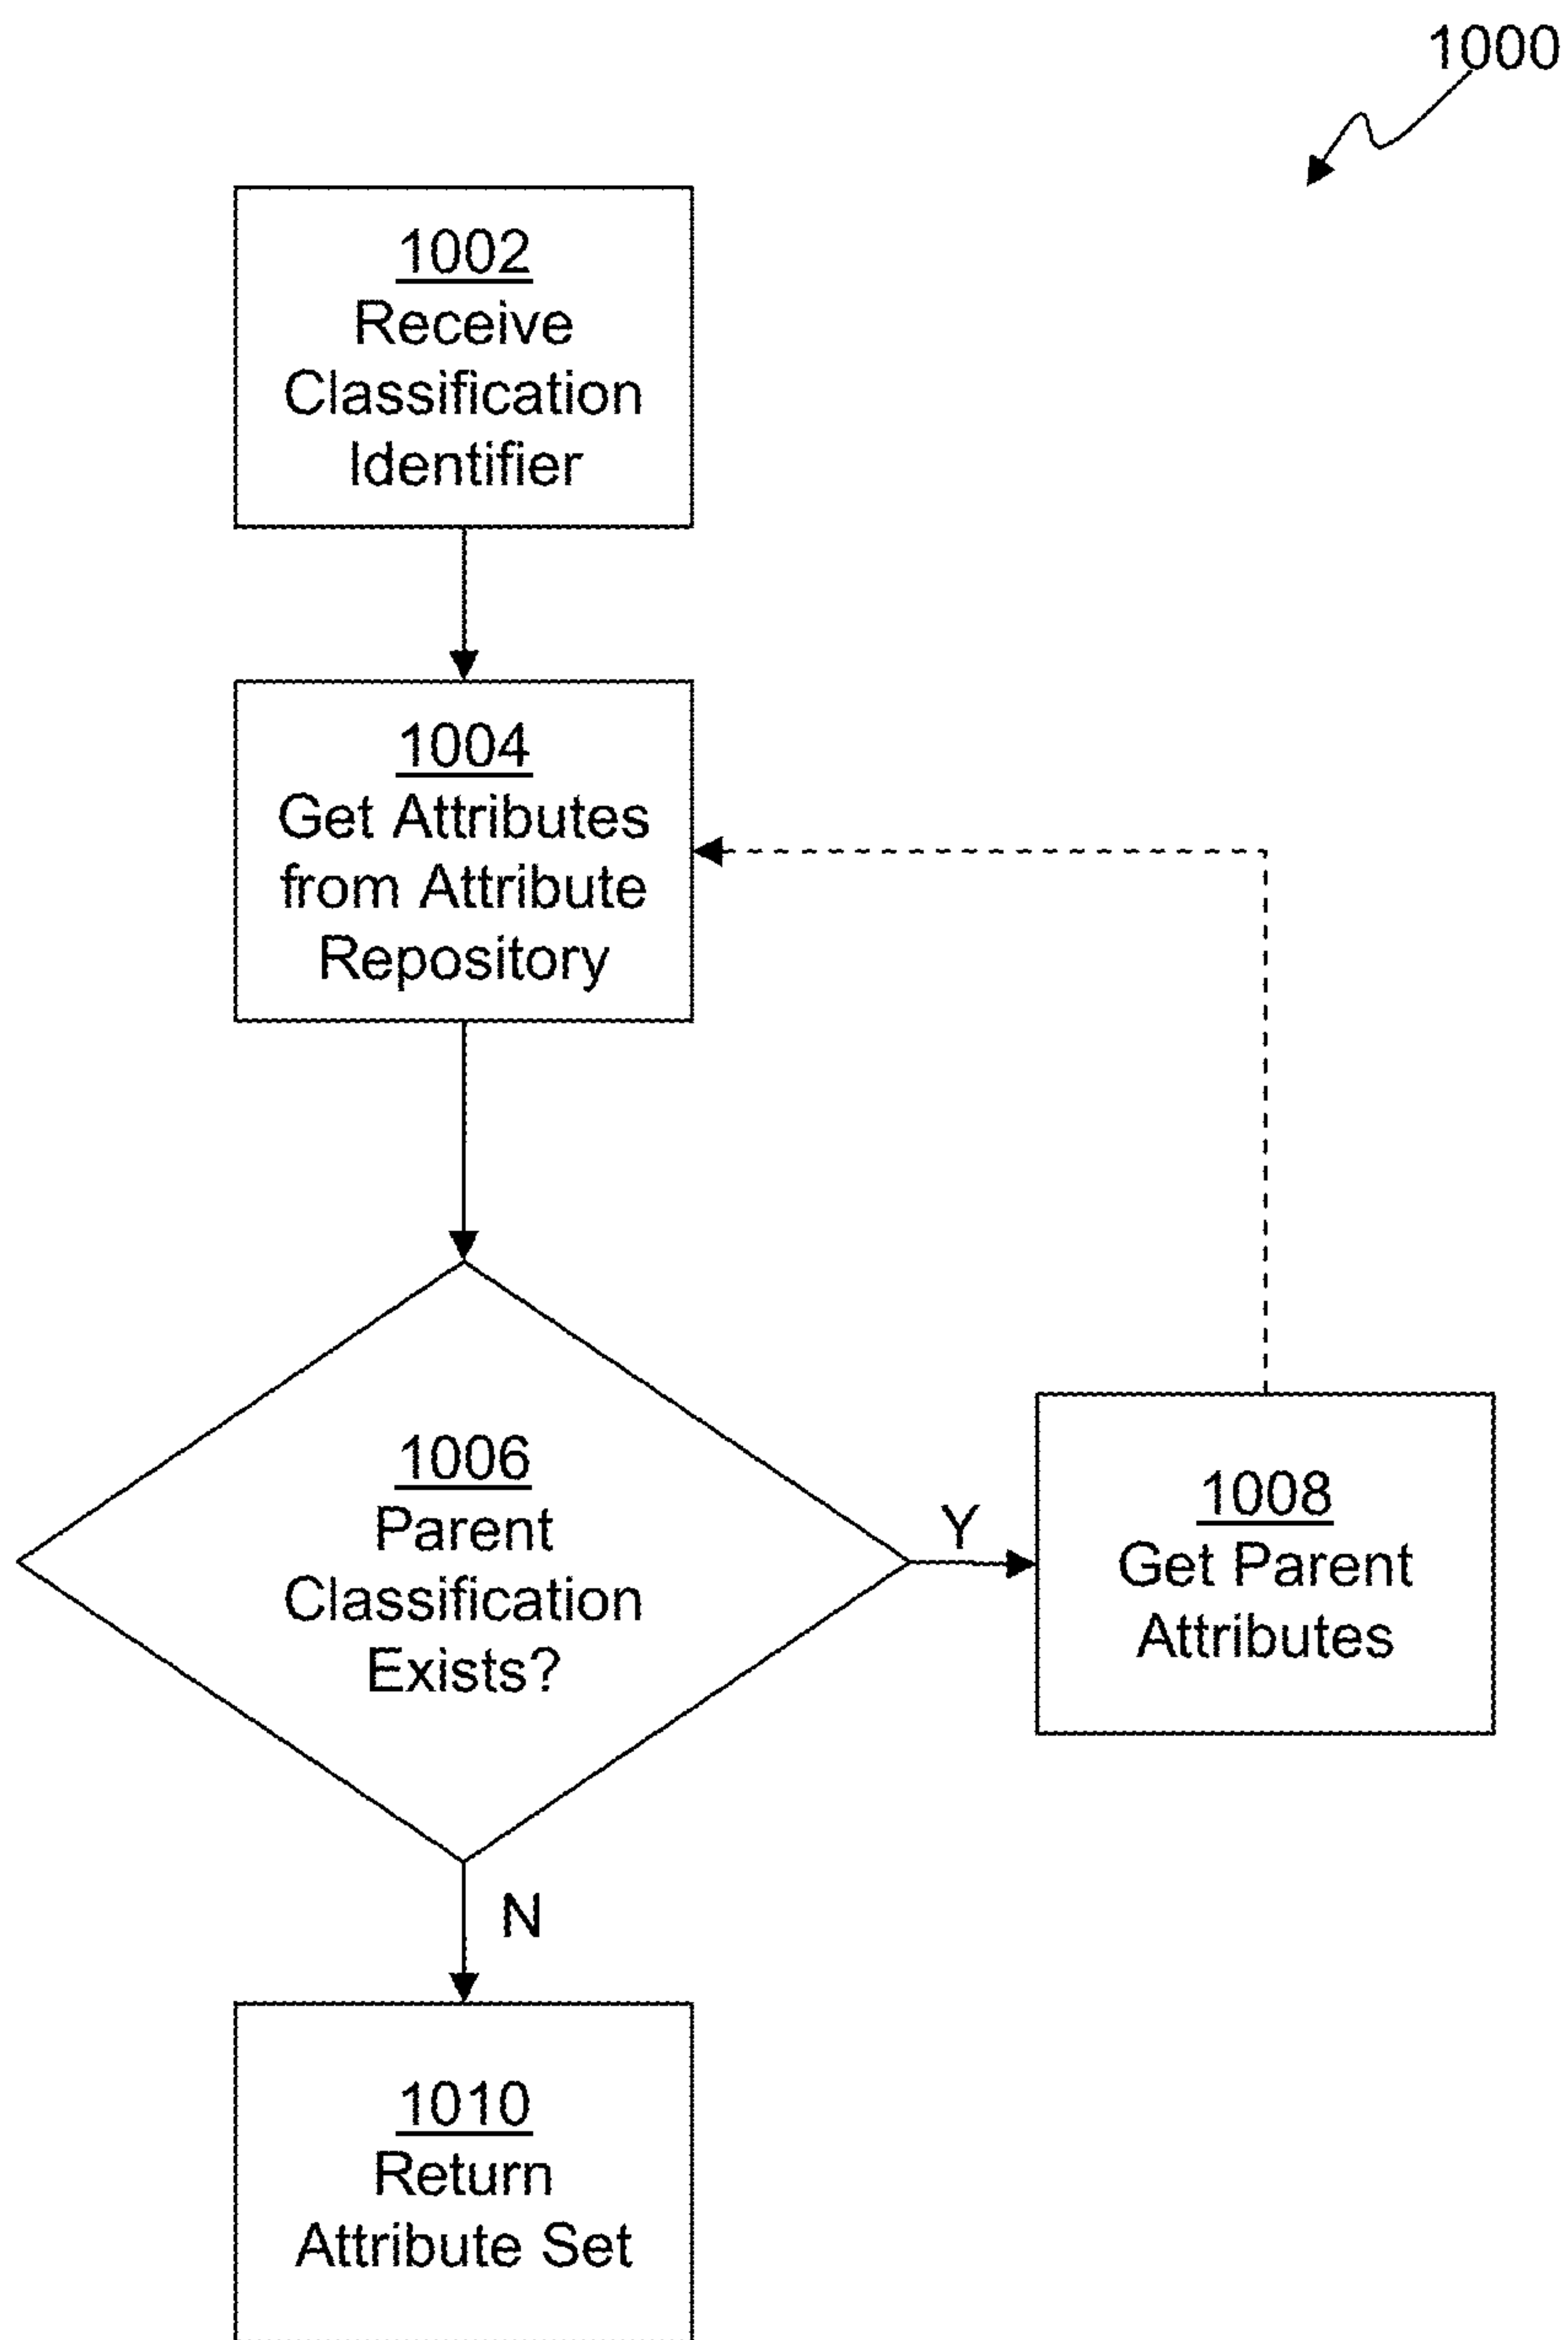 1000
1002
Receive
Classification
Identifier
1004
Get Attributes
from Attribute
Repository
1006
Parent
Classification
Exists?
Y
1008
Get Parent
Attributes
N
1010
Return
Attribute Set